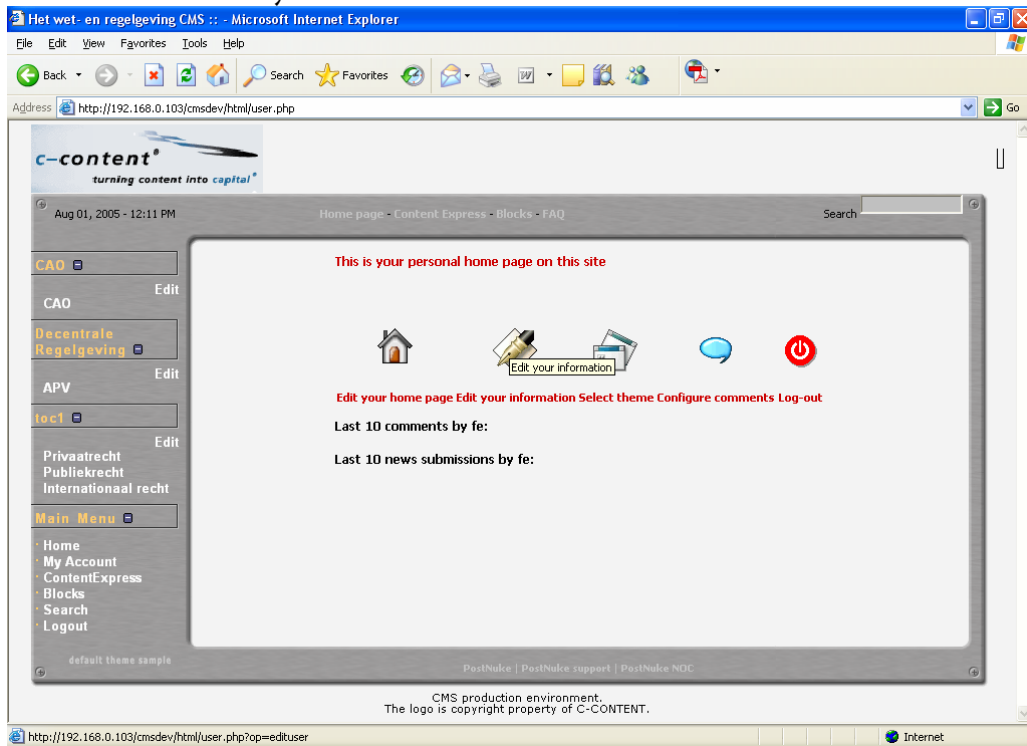 Het wet- en regelgeving CMS :: - Microsoft Internet Explorer
File Edit View Favorites Tools Help
Back Search Favorites
Address http://192.168.0.103/cmsdev/html/user.php Go
c-content®
turning content into capital®
Aug 01, 2005 - 12:11 PM Home page - Content Express - Blocks - FAQ Search
This is your personal home page on this site
CAO
Edit
CAO
Decentrale
Regelgeving
Edit
APV
toc1
Edit
Privaatrecht
Publiekrecht
Internationaal recht
Main Menu
· Home
· My Account
· ContentExpress
· Blocks
· Search
· Logout
default theme sample
Edit your information
Edit your home page Edit your information Select theme Configure comments Log-out
Last 10 comments by fe:
Last 10 news submissions by fe:
PostNuke | PostNuke support | PostNuke NOC
CMS production environment.
The logo is copyright property of C-CONTENT.
http://192.168.0.103/cmsdev/html/user.php?op=edituser Internet